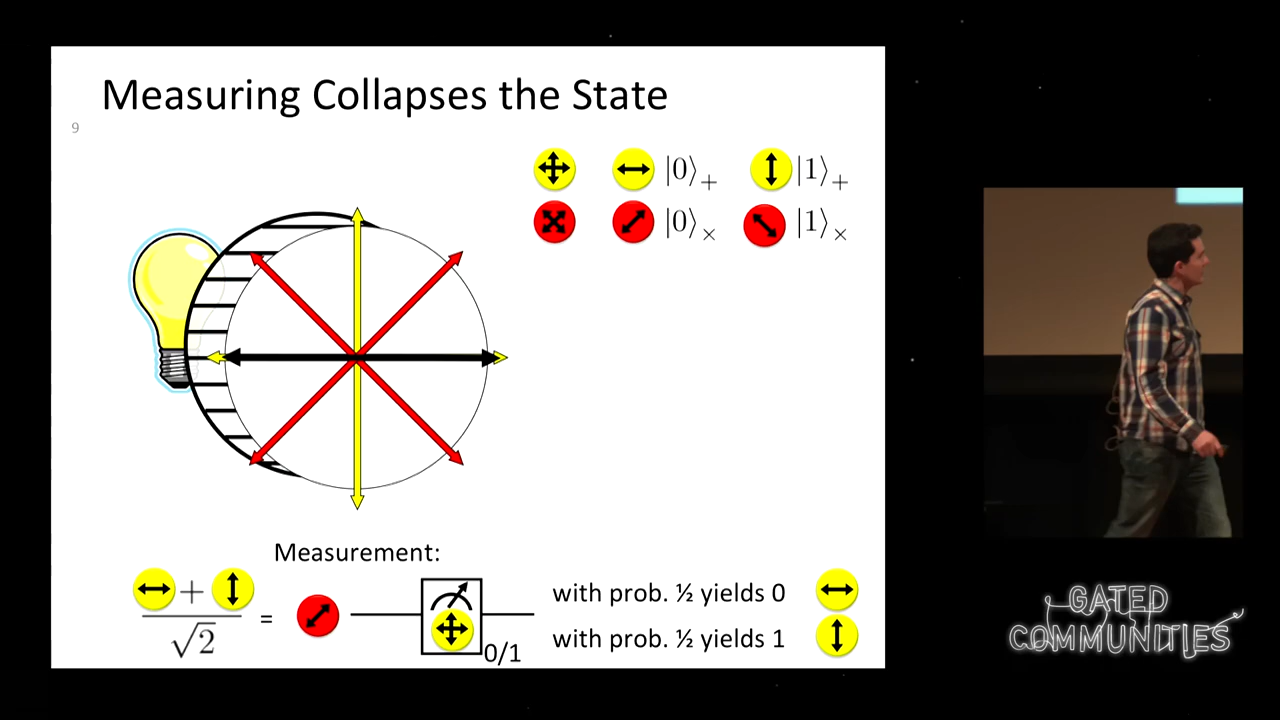 Measuring Collapses the State
9
|0⟩₊ |1⟩₊
|0⟩ₓ |1⟩ₓ
Measurement:
+
√2
=
0/1
with prob. ½ yields 0
with prob. ½ yields 1
GATED
COMMUNITIES